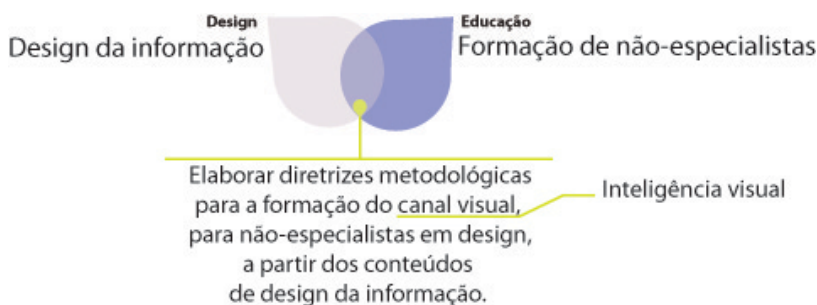 Design
Design da informação
Educação
Formação de não-especialistas
Elaborar diretrizes metodológicas
para a formação do canal visual,
para não-especialistas em design,
a partir dos conteúdos
de design da informação.
Inteligência visual